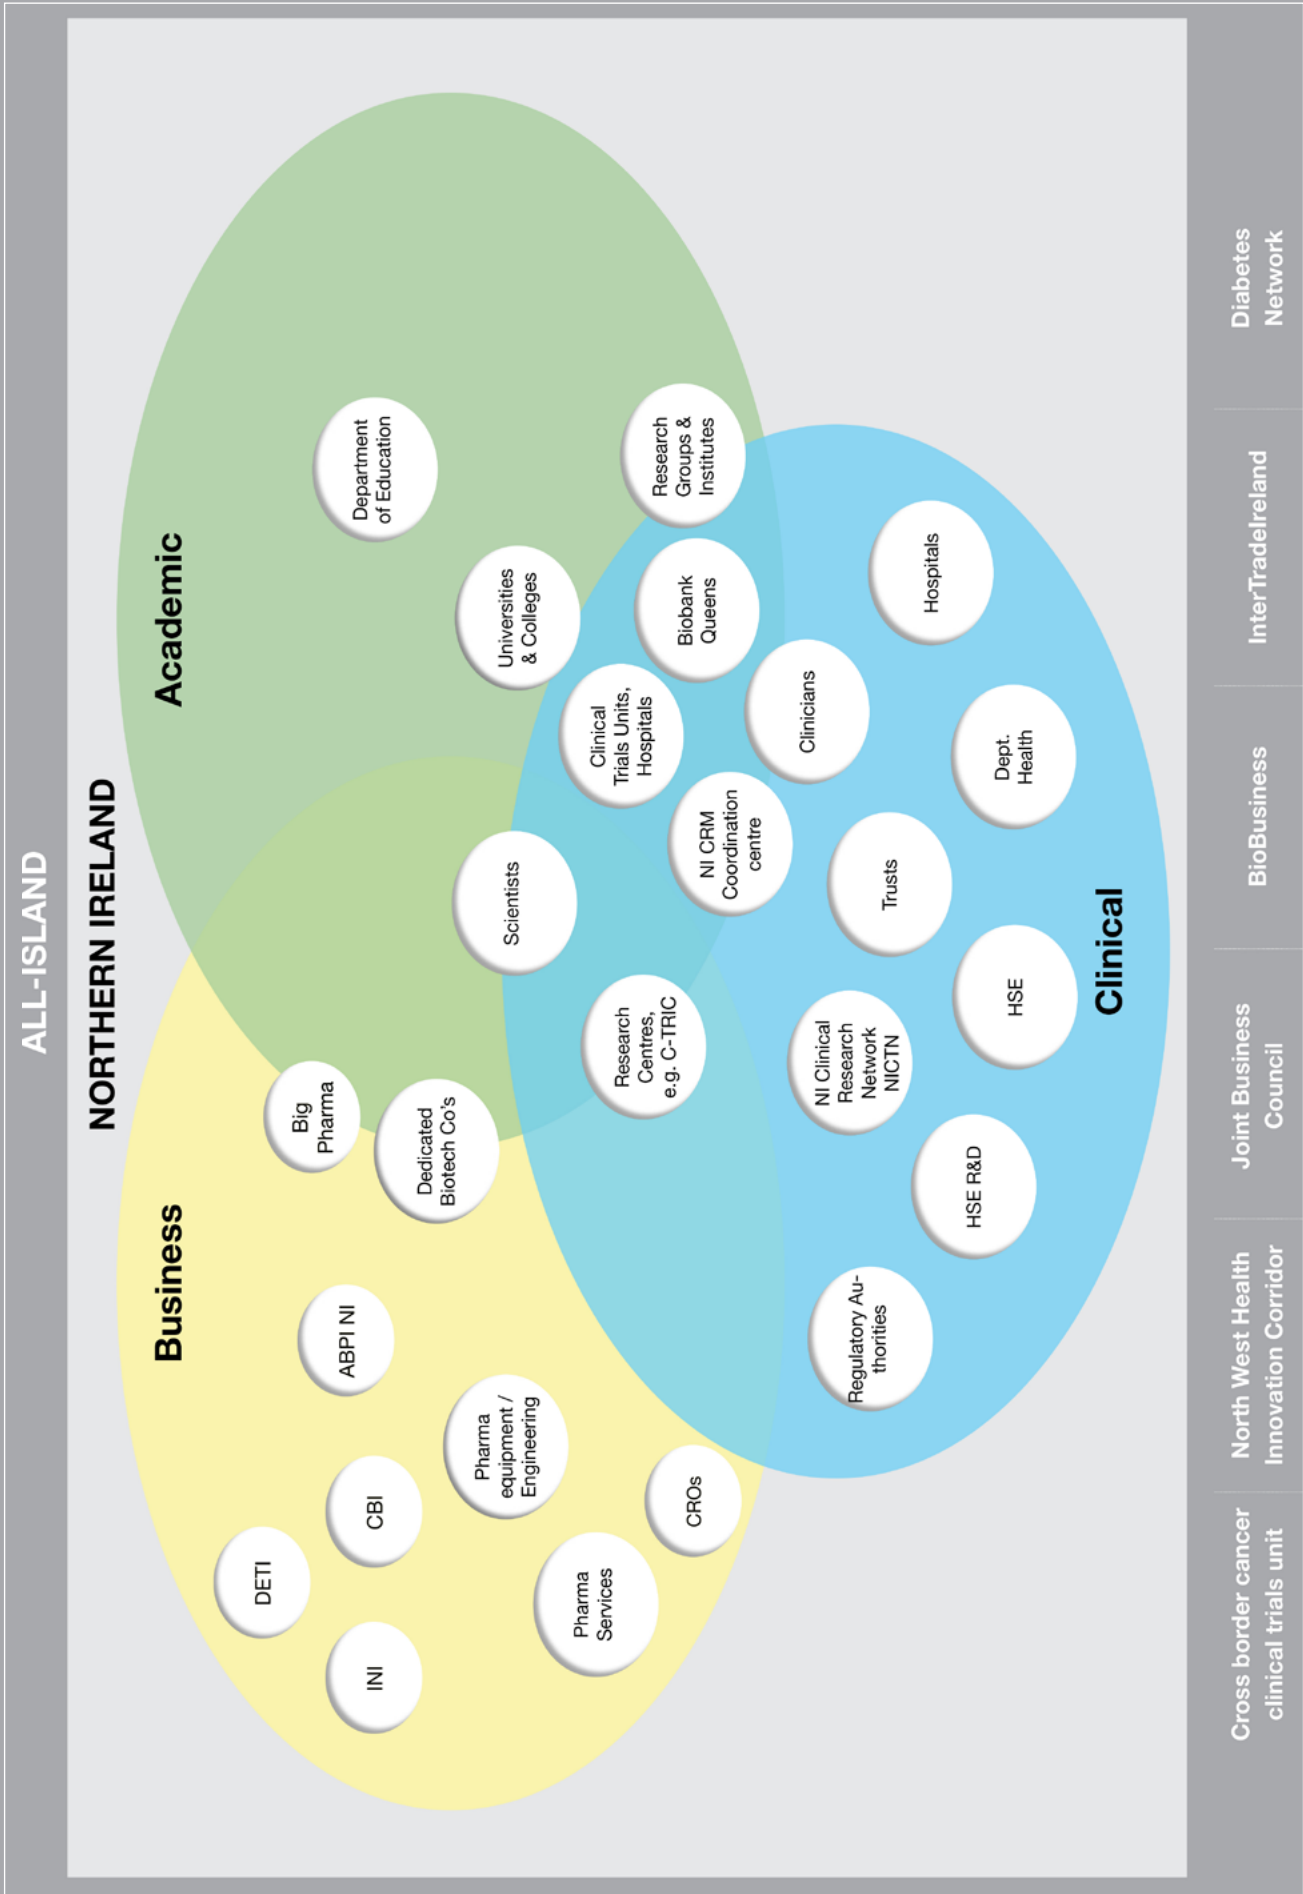 ALL-ISLAND
NORTHERN IRELAND
Business
Academic
DETI
INI
CBI
ABPI NI
Big
Pharma
Dedicated
Biotech Co's
Pharma
equipment /
Engineering
Pharma
Services
CROs
Department
of Education
Universities
& Colleges
Scientists
Research
Groups &
Institutes
Biobank
Queens
Clinical
Trials Units,
Hospitals
NI CRM
Coordination
centre
Research
Centres,
e.g. C-TRIC
Clinicians
Hospitals
Trusts
Dept.
Health
NI Clinical
Research
Network
NICTN
HSE
HSE R&D
Regulatory Au-
thorities
Clinical
Cross border cancer
clinical trials unit
North West Health
Innovation Corridor
Joint Business
Council
BioBusiness
InterTradeIreland
Diabetes
Network